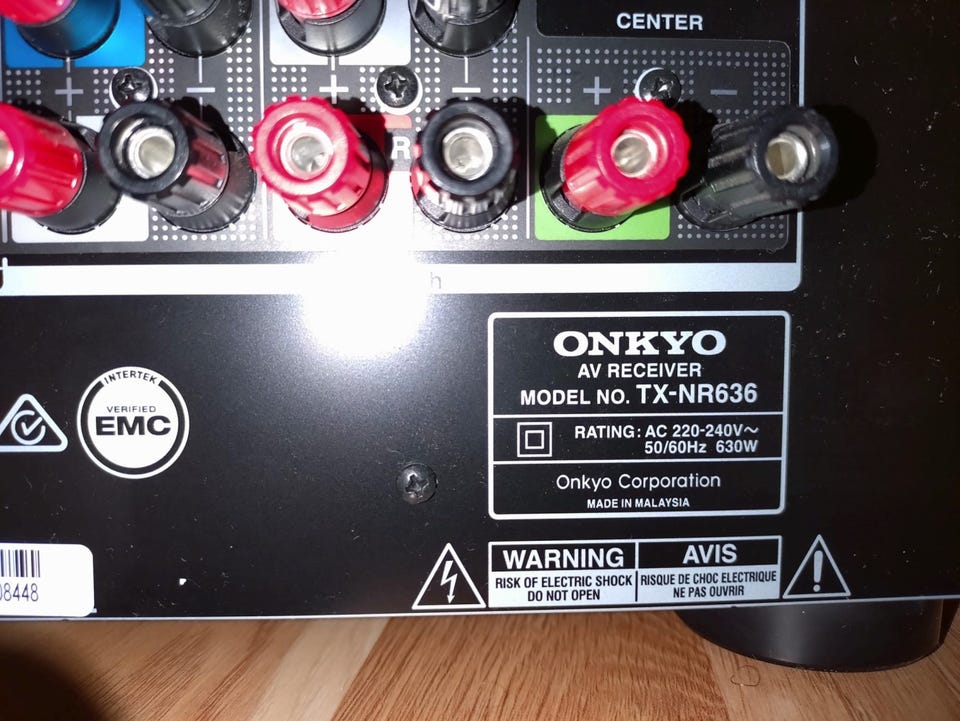 CENTER
+ − + − + −
R
h
ONKYO
AV RECEIVER
MODEL NO. TX-NR636
RATING: AC 220-240V~
50/60Hz 630W
Onkyo Corporation
MADE IN MALAYSIA
INTERTEK
VERIFIED
EMC
08448
WARNING
RISK OF ELECTRIC SHOCK
DO NOT OPEN
AVIS
RISQUE DE CHOC ELECTRIQUE
NE PAS OUVRIR